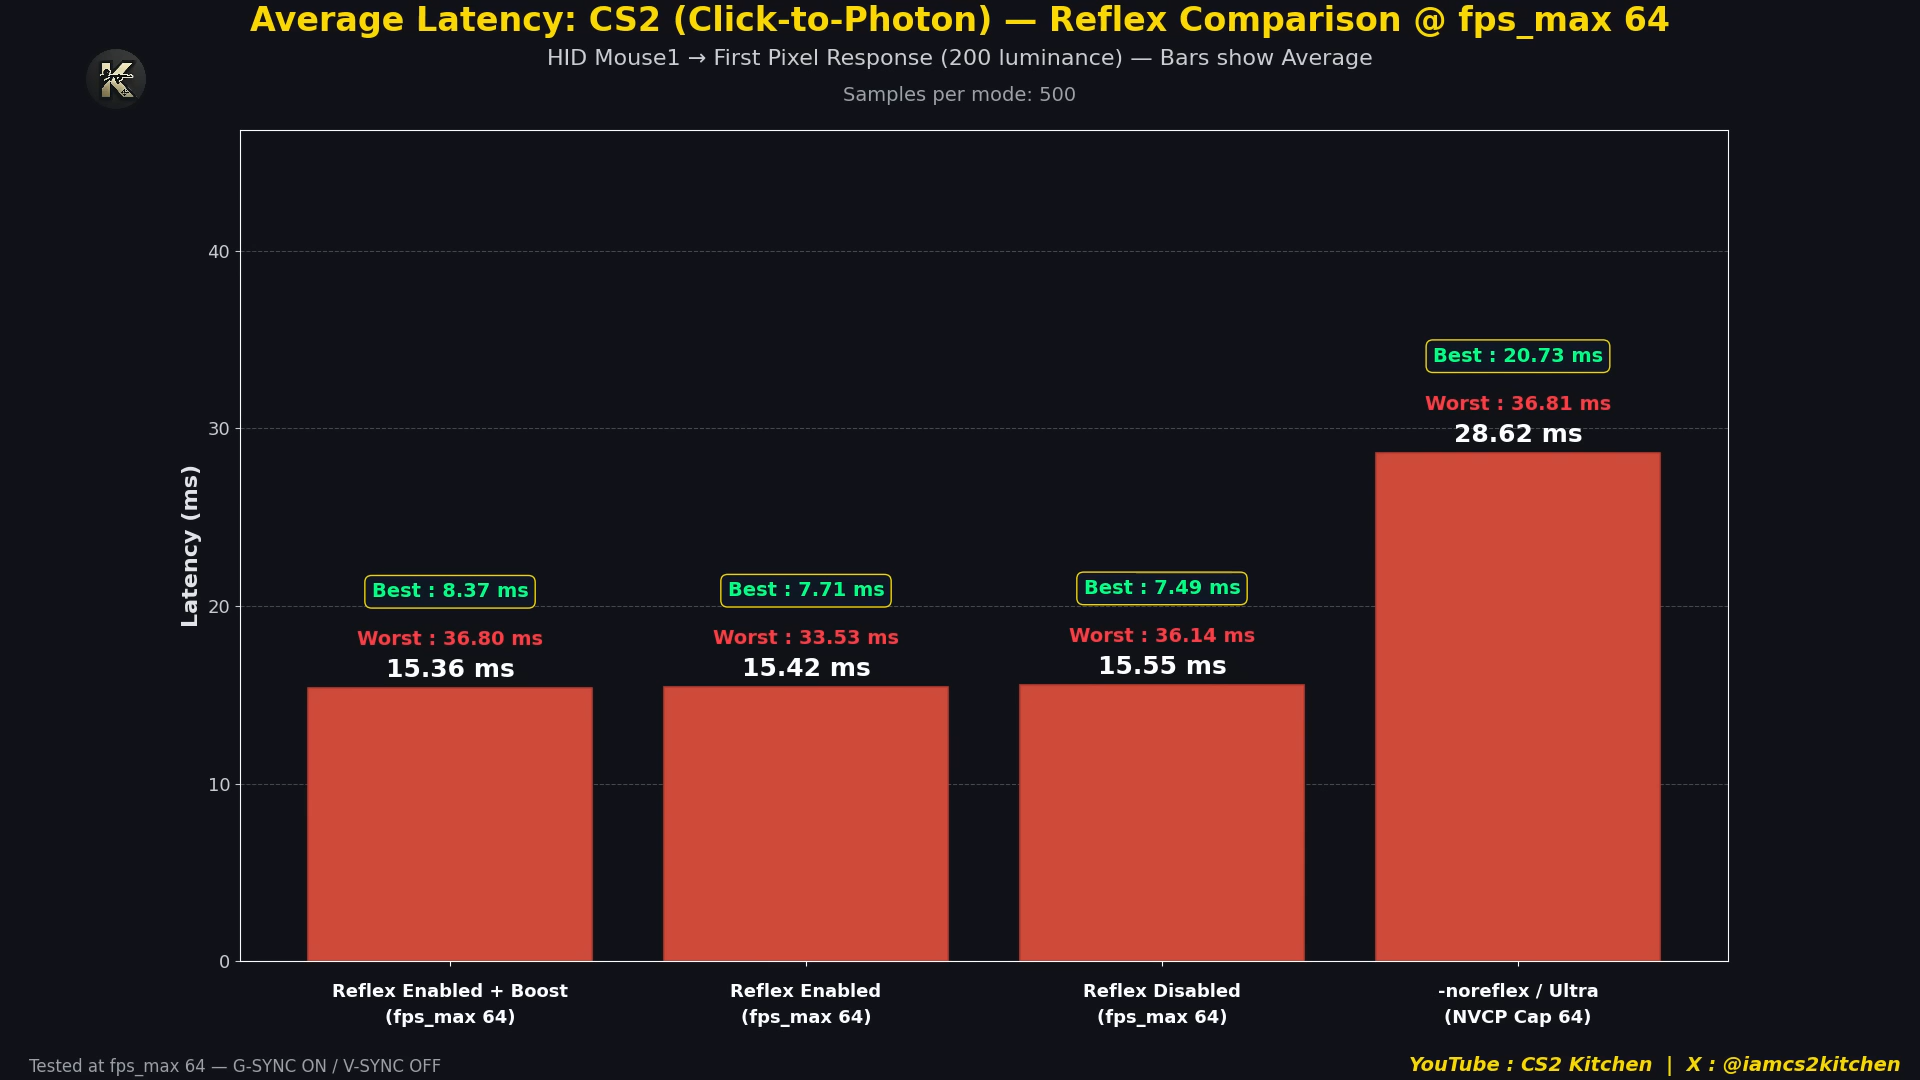 Average Latency: CS2 (Click-to-Photon) — Reflex Comparison @ fps_max 64
HID Mouse1 → First Pixel Response (200 luminance) — Bars show Average
Samples per mode: 500
K
Latency (ms)
40
30
20
10
0
Best : 8.37 ms
Worst : 36.80 ms
15.36 ms
Best : 7.71 ms
Worst : 33.53 ms
15.42 ms
Best : 7.49 ms
Worst : 36.14 ms
15.55 ms
Best : 20.73 ms
Worst : 36.81 ms
28.62 ms
Reflex Enabled + Boost
(fps_max 64)
Reflex Enabled
(fps_max 64)
Reflex Disabled
(fps_max 64)
-noreflex / Ultra
(NVCP Cap 64)
Tested at fps_max 64 — G-SYNC ON / V-SYNC OFF
YouTube : CS2 Kitchen | X : @iamcs2kitchen